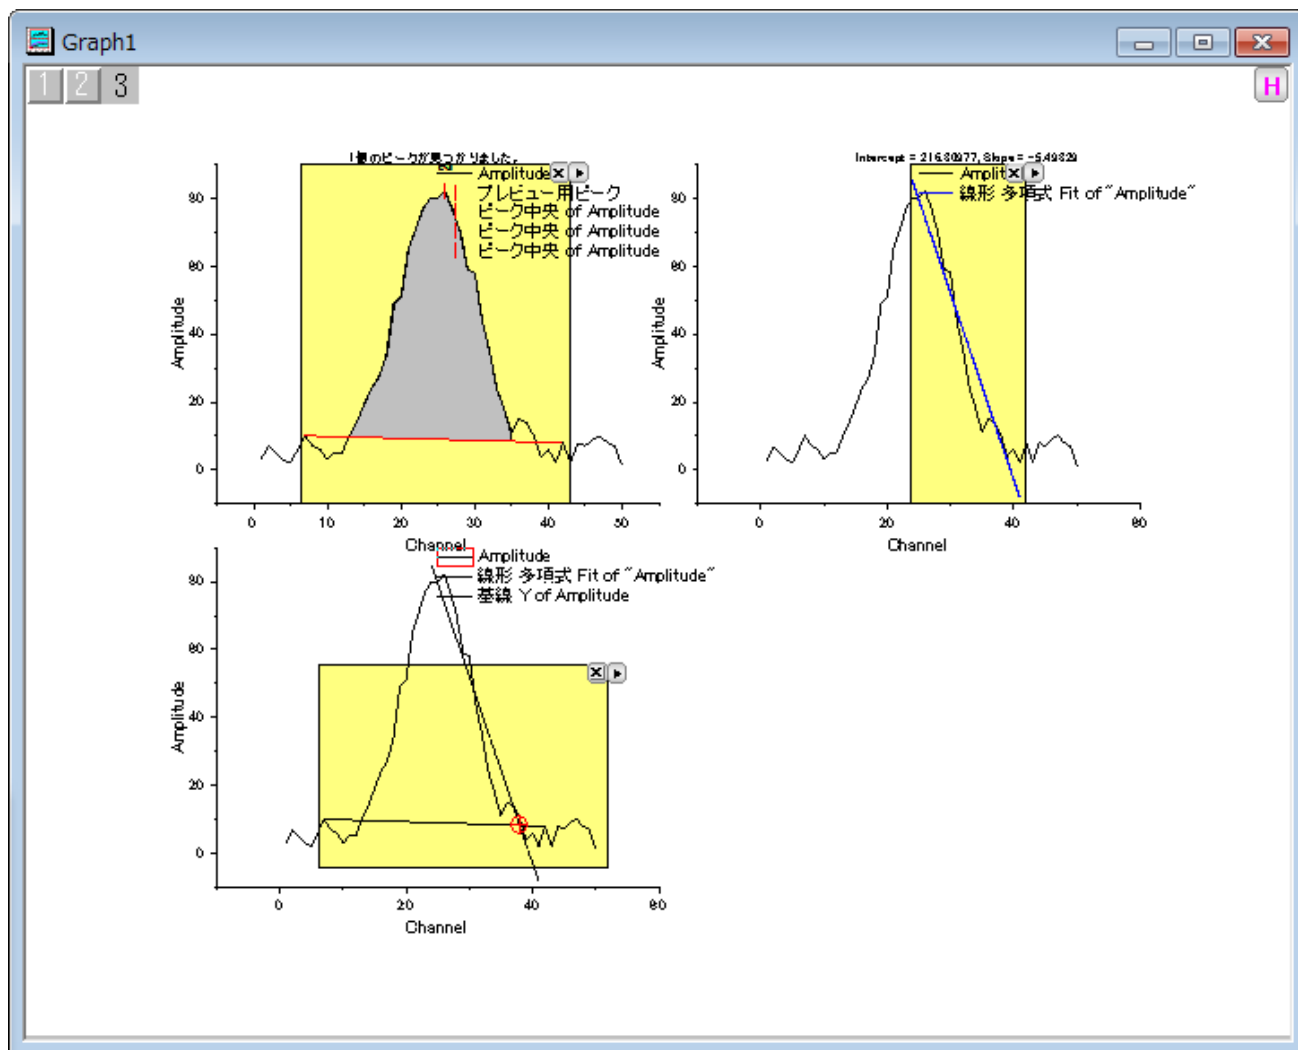 Graph1
1 2 3
H
1個のピークが見つかりました。
Amplitude
プレビュー用ピーク
ピーク中央 of Amplitude
ピーク中央 of Amplitude
ピーク中央 of Amplitude
80
60
40
20
0
Amplitude
0 10 20 30 40 50
Channel
Intercept = 216.80977, Slope = -5.49829
Amplit
線形 多項式 Fit of "Amplitude"
80
60
40
20
0
Amplitude
0 20 40 60
Channel
Amplitude
線形 多項式 Fit of "Amplitude"
基線 Y of Amplitude
80
60
40
20
0
Amplitude
0 20 40 60
Channel